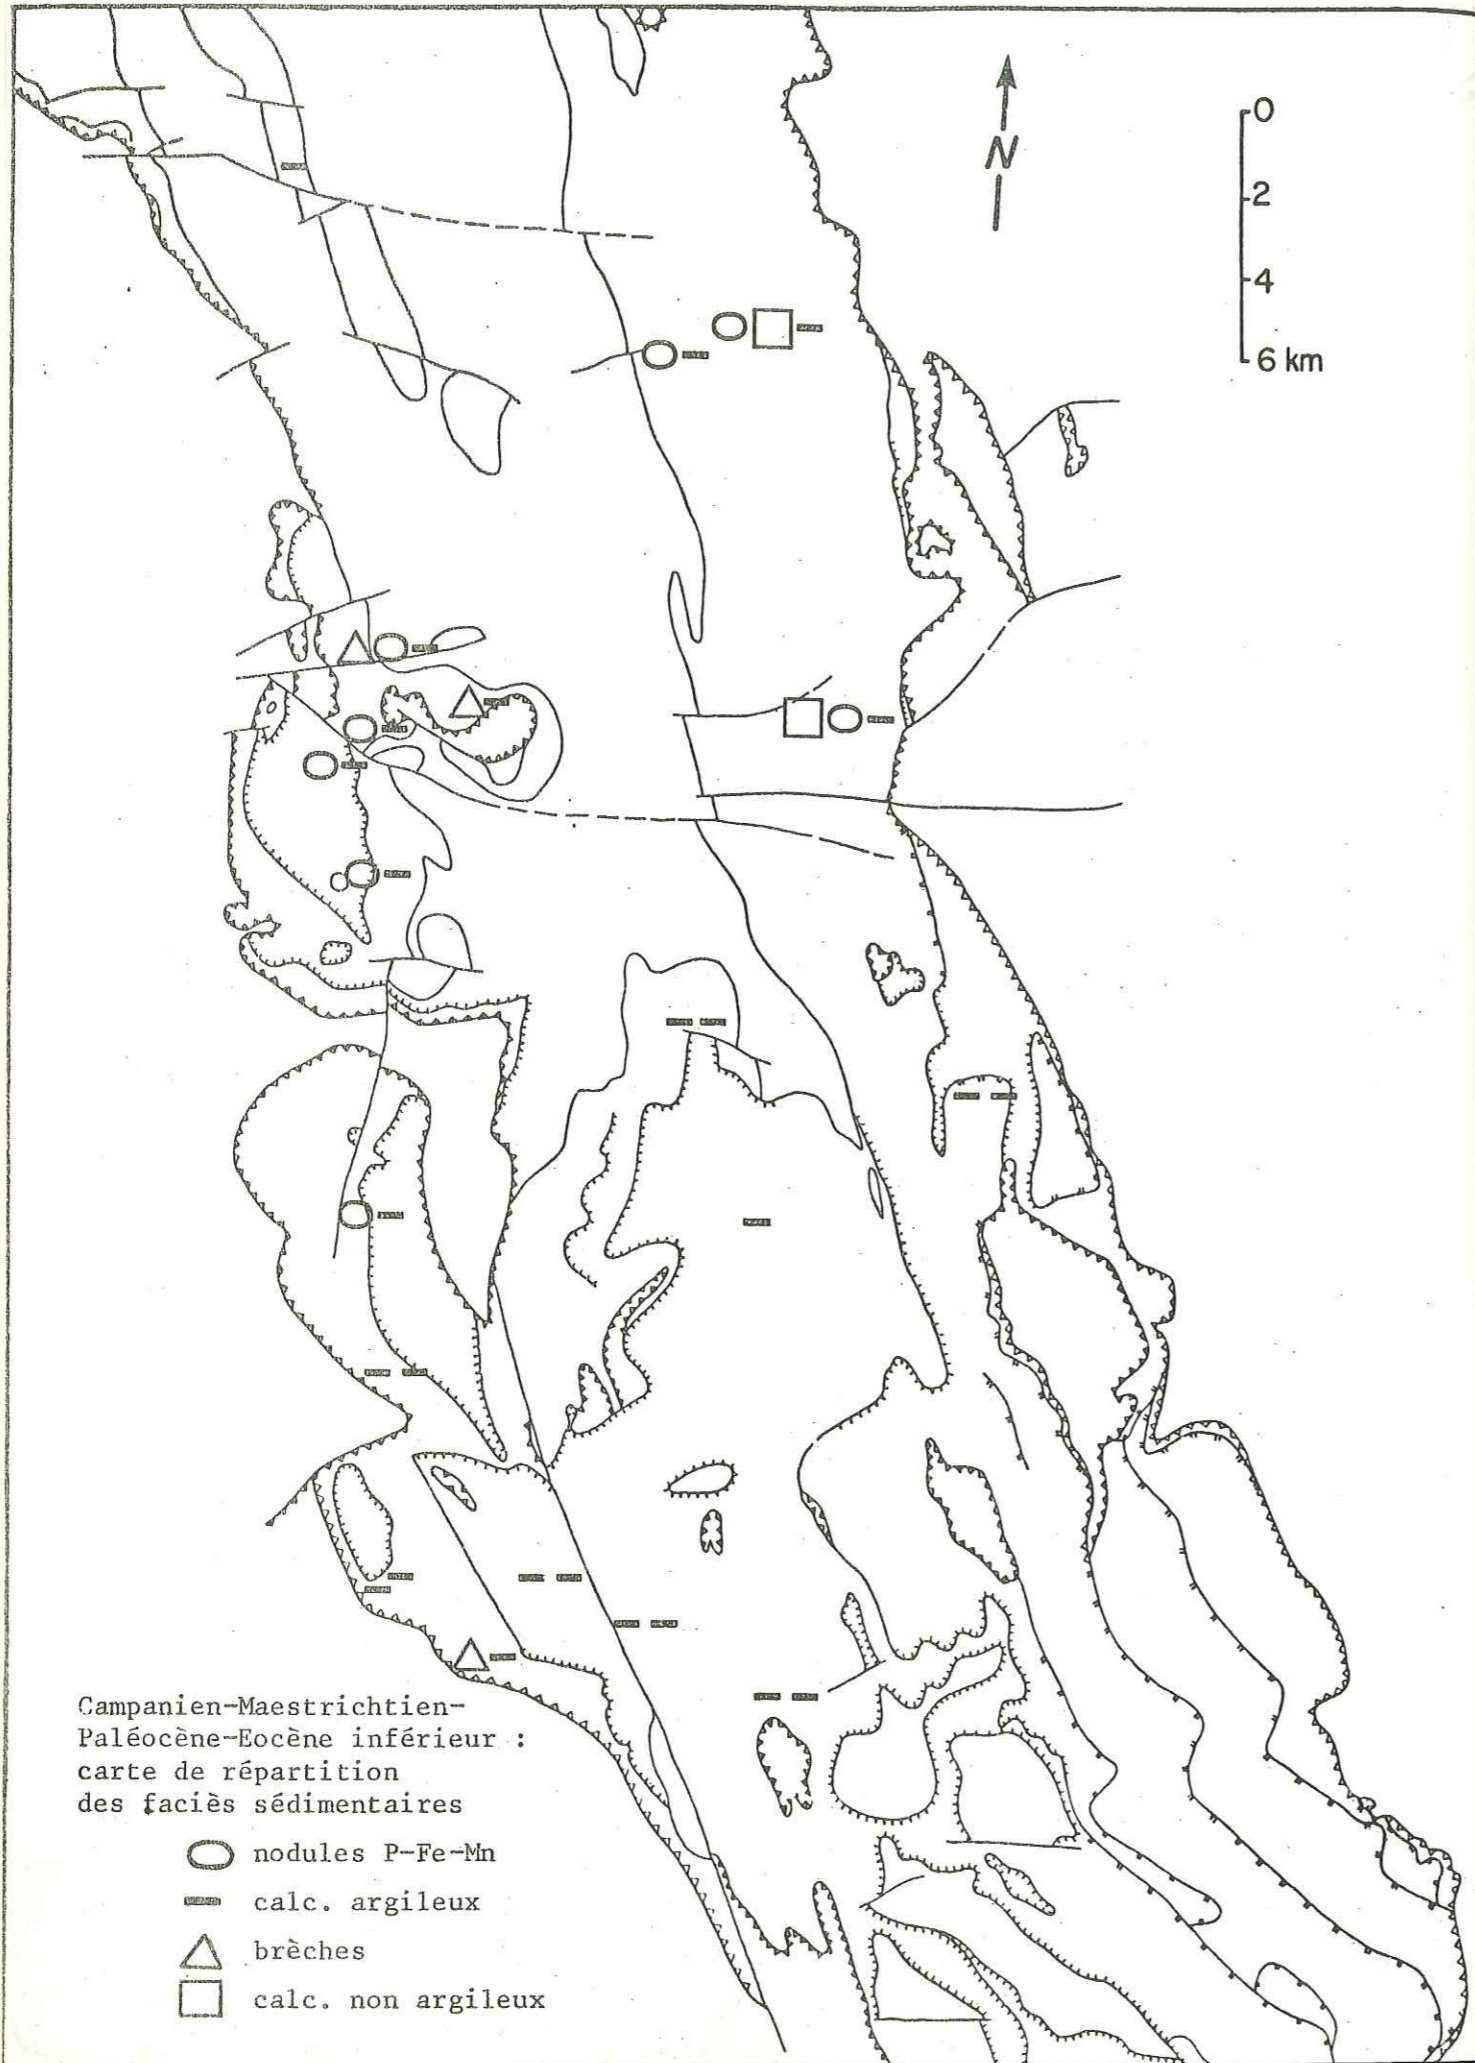 N
0
2
4
6 km
Campanien-Maestrichtien-
Paléocène-Eocène inférieur :
carte de répartition
des faciès sédimentaires
nodules P-Fe-Mn
calc. argileux
brèches
calc. non argileux